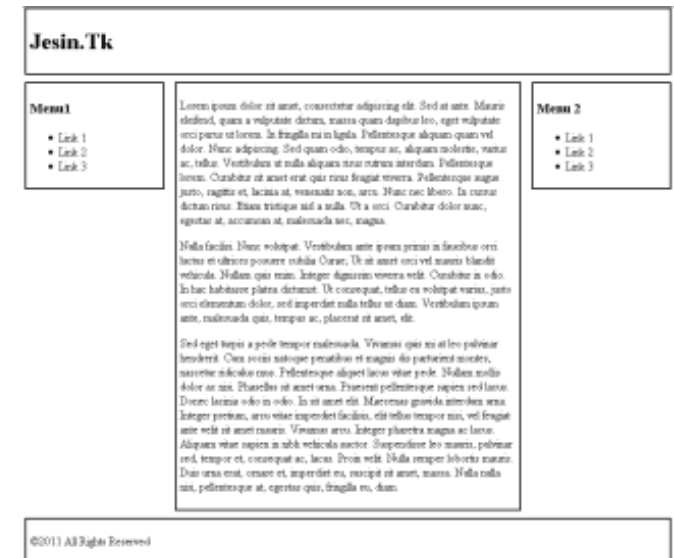 Jesin.Tk
Menu1
Link 1
Link 2
Link 3
Lorem ipsum dolor sit amet, consectetur adipiscing elit. Sed at ante. Mauris
eleifend, quam a vulputate dictum, massa quam dapibus leo, eget vulputate
orci purus ut lorem. In fringilla mi in ligula. Pellentesque aliquam quam vel
dolor. Nunc adipiscing. Sed quam odio, tempus ac, aliquam molestie, varius
ac, tellus. Vestibulum ut nulla aliquam risus rutrum interdum. Pellentesque
lorem. Curabitur sit amet erat quis risus feugiat viverra. Pellentesque augue
justo, sagittis et, lacinia at, venenatis non, arcu. Nunc nec libero. In cursus
dictum risus. Etiam tristique nisl a nulla. Ut a orci. Curabitur dolor nunc,
egestas at, accumsan at, malesuada nec, magna.
Nulla facilisi. Nunc volutpat. Vestibulum ante ipsum primis in faucibus orci
luctus et ultrices posuere cubilia Curae; Ut sit amet orci vel mauris blandit
vehicula. Nullam quis enim. Integer dignissim viverra velit. Curabitur in odio.
In hac habitasse platea dictumst. Ut consequat, tellus eu volutpat varius, justo
orci elementum dolor, sed imperdiet nulla tellus ut diam. Vestibulum ipsum
ante, malesuada quis, tempus ac, placerat sit amet, elit.
Sed eget turpis a pede tempor malesuada. Vivamus quis mi at leo pulvinar
hendrerit. Cum sociis natoque penatibus et magnis dis parturient montes,
nascetur ridiculus mus. Pellentesque aliquet lacus vitae pede. Nullam mollis
dolor ac nisi. Phasellus sit amet urna. Praesent pellentesque sapien sed lacus.
Donec lacinia odio in odio. In sit amet elit. Maecenas gravida interdum urna.
Integer pretium, arcu vitae imperdiet facilisis, elit tellus tempor nisi, vel feugiat
ante velit sit amet mauris. Vivamus arcu. Integer pharetra magna ac lacus.
Aliquam vitae sapien in nibh vehicula auctor. Suspendisse leo mauris, pulvinar
sed, tempor et, consequat ac, lacus. Proin velit. Nulla semper lobortis mauris.
Duis urna erat, ornare et, imperdiet eu, suscipit sit amet, massa. Nulla nulla
nisi, pellentesque at, egestas quis, fringilla eu, diam.
Menu 2
Link 1
Link 2
Link 3
©2011 All Rights Reserved